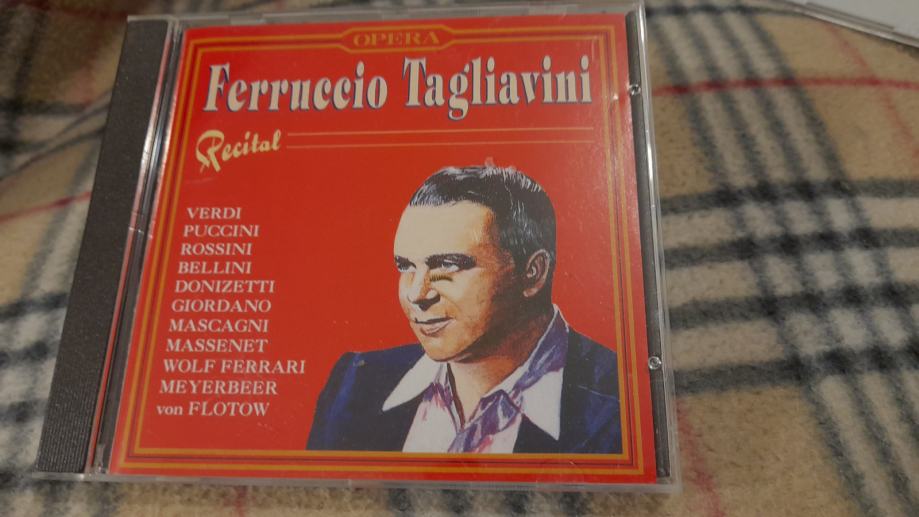 OPERA
Ferruccio Tagliavini
Recital
VERDI
PUCCINI
ROSSINI
BELLINI
DONIZETTI
GIORDANO
MASCAGNI
MASSENET
WOLF FERRARI
MEYERBEER
von FLOTOW